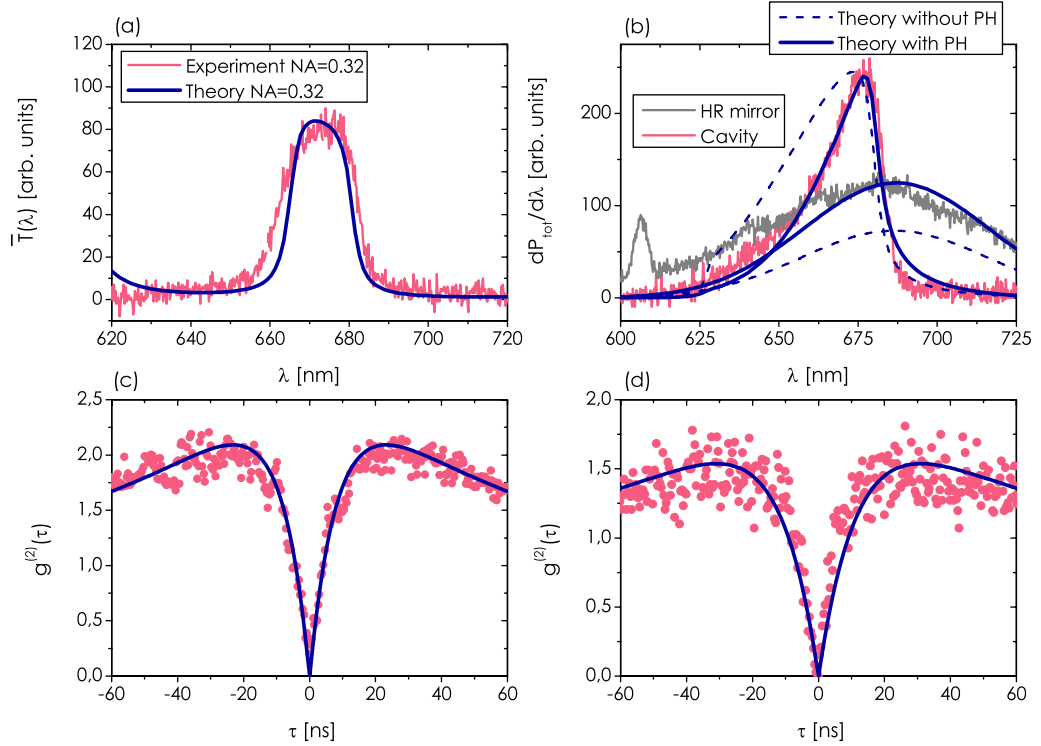 (a)
120
100
80
60
40
20
0
T̅(λ) [arb. units]
Experiment NA=0.32
Theory NA=0.32
620 640 660 680 700 720
λ [nm]
(b)
Theory without PH
Theory with PH
HR mirror
Cavity
200
100
0
dP_tot/dλ [arb. units]
600 625 650 675 700 725
λ [nm]
(c)
2,5
2,0
1,5
1,0
0,5
0,0
g⁽²⁾(τ)
-60 -40 -20 0 20 40 60
τ [ns]
(d)
2,0
1,5
1,0
0,5
0,0
g⁽²⁾(τ)
-60 -40 -20 0 20 40 60
τ [ns]